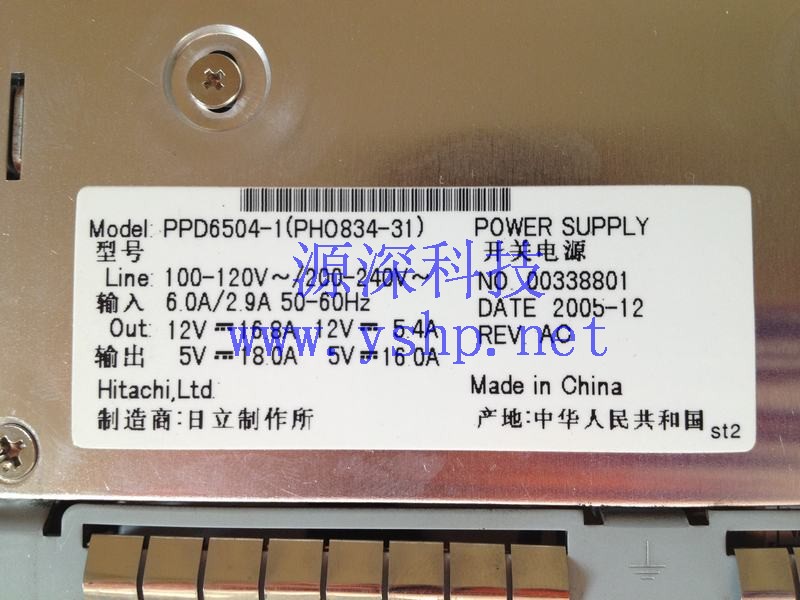 Model: PPD6504-1(PHO834-31) POWER SUPPLY
型号 开关电源
Line: 100-120V～/200-240V～ NO 00338801
输入 6.0A/2.9A 50-60Hz DATE 2005-12
Out: 12V⎓16.8A 12V⎓5.4A REV AC
输出 5V⎓18.0A 5V⎓16.0A
Hitachi,Ltd. Made in China
制造商:日立制作所 产地:中华人民共和国 st2
源深科技
www.yshp.net